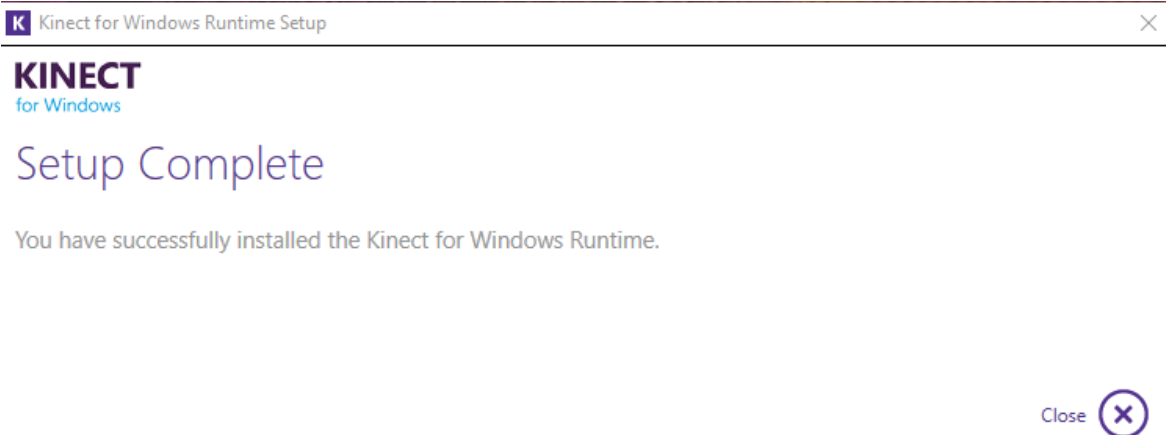 K Kinect for Windows Runtime Setup
KINECT
for Windows
Setup Complete
You have successfully installed the Kinect for Windows Runtime.
Close